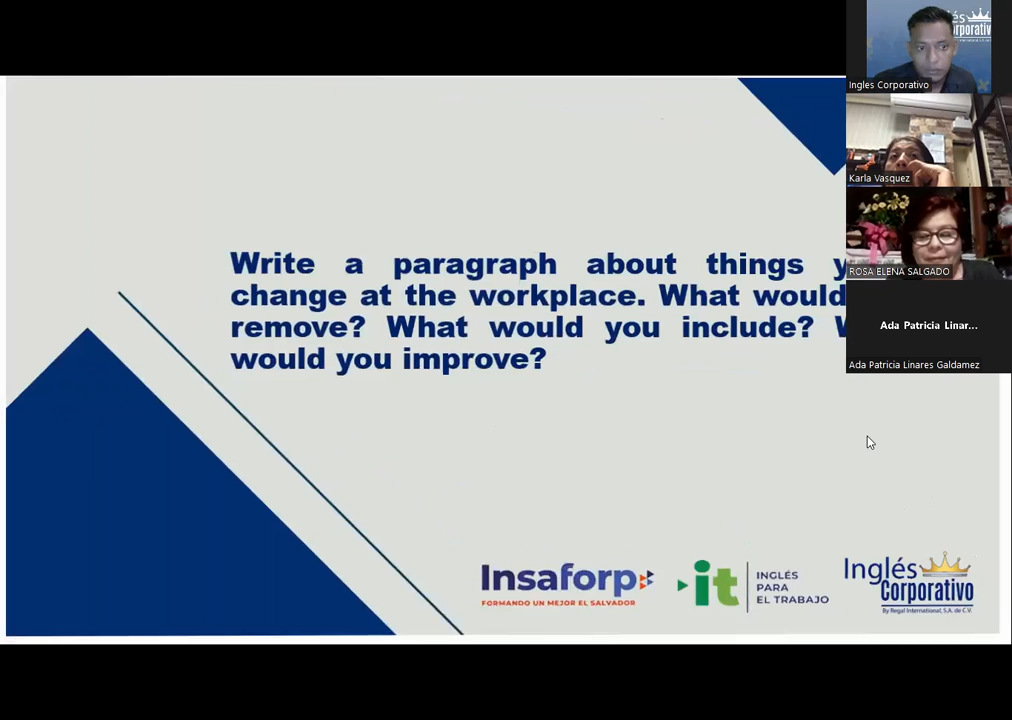 Write a paragraph about things
change at the workplace. What would
remove? What would you include?
would you improve?
Ingles Corporativo
Karla Vasquez
ROSA ELENA SALGADO
Ada Patricia Linar...
Ada Patricia Linares Galdamez
Insaforp
FORMANDO UN MEJOR EL SALVADOR
it
INGLÉS
PARA
EL TRABAJO
Inglés
Corporativo
By Regal International, S.A. de C.V.